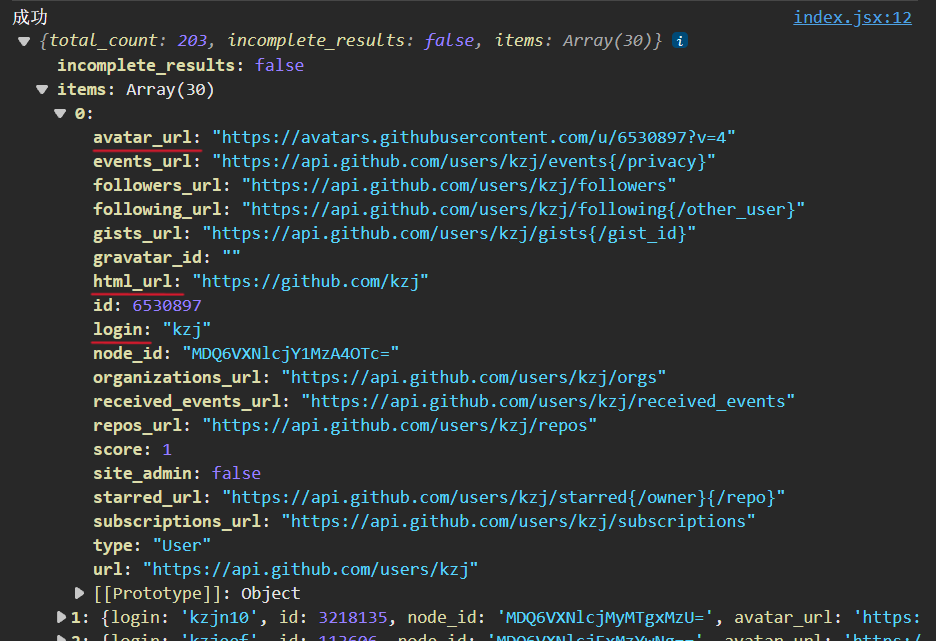 成功 index.jsx:12
{total_count: 203, incomplete_results: false, items: Array(30)} i
incomplete_results: false
items: Array(30)
0:
avatar_url: "https://avatars.githubusercontent.com/u/6530897?v=4"
events_url: "https://api.github.com/users/kzj/events{/privacy}"
followers_url: "https://api.github.com/users/kzj/followers"
following_url: "https://api.github.com/users/kzj/following{/other_user}"
gists_url: "https://api.github.com/users/kzj/gists{/gist_id}"
gravatar_id: ""
html_url: "https://github.com/kzj"
id: 6530897
login: "kzj"
node_id: "MDQ6VXNlcjY1MzA4OTc="
organizations_url: "https://api.github.com/users/kzj/orgs"
received_events_url: "https://api.github.com/users/kzj/received_events"
repos_url: "https://api.github.com/users/kzj/repos"
score: 1
site_admin: false
starred_url: "https://api.github.com/users/kzj/starred{/owner}{/repo}"
subscriptions_url: "https://api.github.com/users/kzj/subscriptions"
type: "User"
url: "https://api.github.com/users/kzj"
[[Prototype]]: Object
1: {login: 'kzjn10', id: 3218135, node_id: 'MDQ6VXNlcjMyMTgxMzU=', avatar_url: 'https: